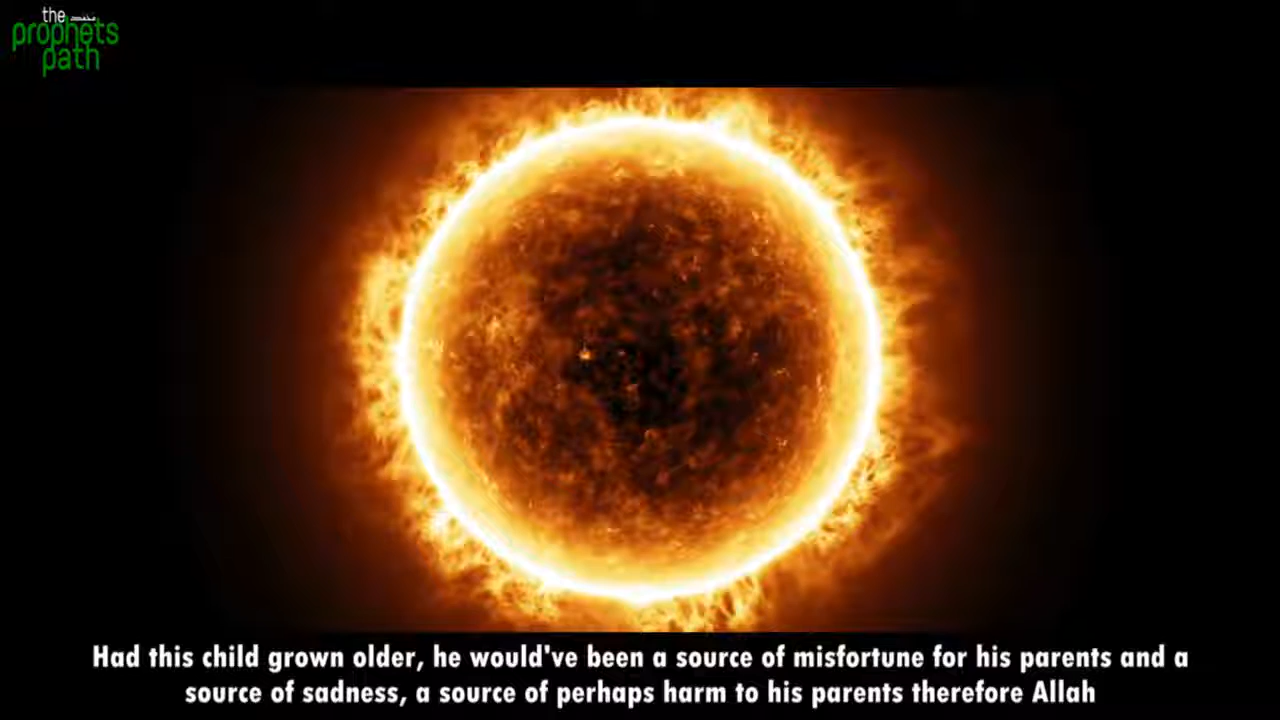 the
prophets
path
Had this child grown older, he would've been a source of misfortune for his parents and a
source of sadness, a source of perhaps harm to his parents therefore Allah